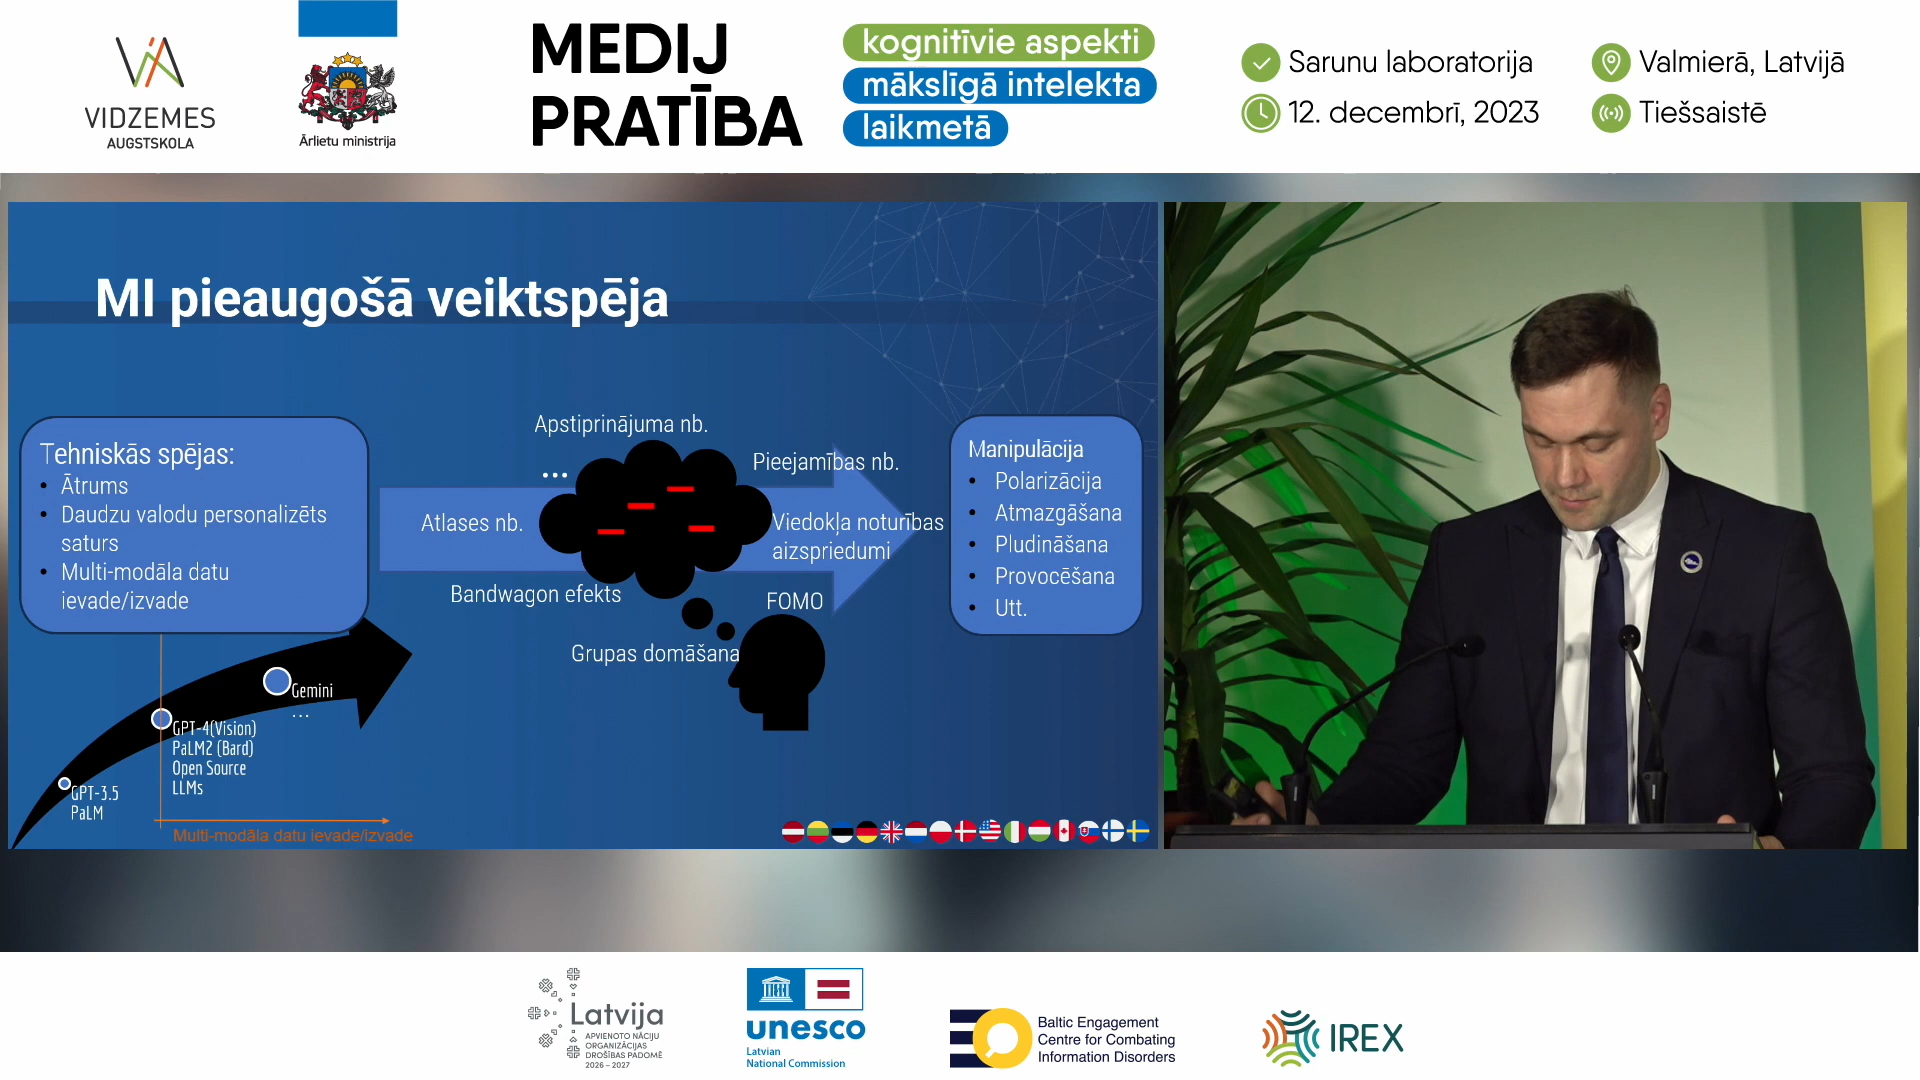 VIDZEMES
AUGSTSKOLA
Ārlietu ministrija
MEDIJ
PRATĪBA
kognitīvie aspekti
mākslīgā intelekta
laikmetā
Sarunu laboratorija
12. decembrī, 2023
Valmierā, Latvijā
Tiešsaistē
MI pieaugošā veiktspēja
Tehniskās spējas:
• Ātrums
• Daudzu valodu personalizēts
saturs
• Multi-modāla datu
ievade/izvade
Apstiprinājuma nb.
...
Pieejamības nb.
Atlases nb.
Viedokļa noturības
aizspriedumi
Bandwagon efekts
FOMO
Grupas domāšana
Manipulācija
• Polarizācija
• Atmazgāšana
• Pludināšana
• Provocēšana
• Utt.
Gemini
...
GPT-4(Vision)
PaLM2 (Bard)
Open Source
LLMs
GPT-3.5
PaLM
Multi-modāla datu ievade/izvade
Latvija
APVIENOTO NĀCIJU
ORGANIZĀCIJAS
DROŠĪBAS PADOMĒ
2026 – 2027
unesco
Latvian
National Commission
Baltic Engagement
Centre for Combating
Information Disorders
IREX